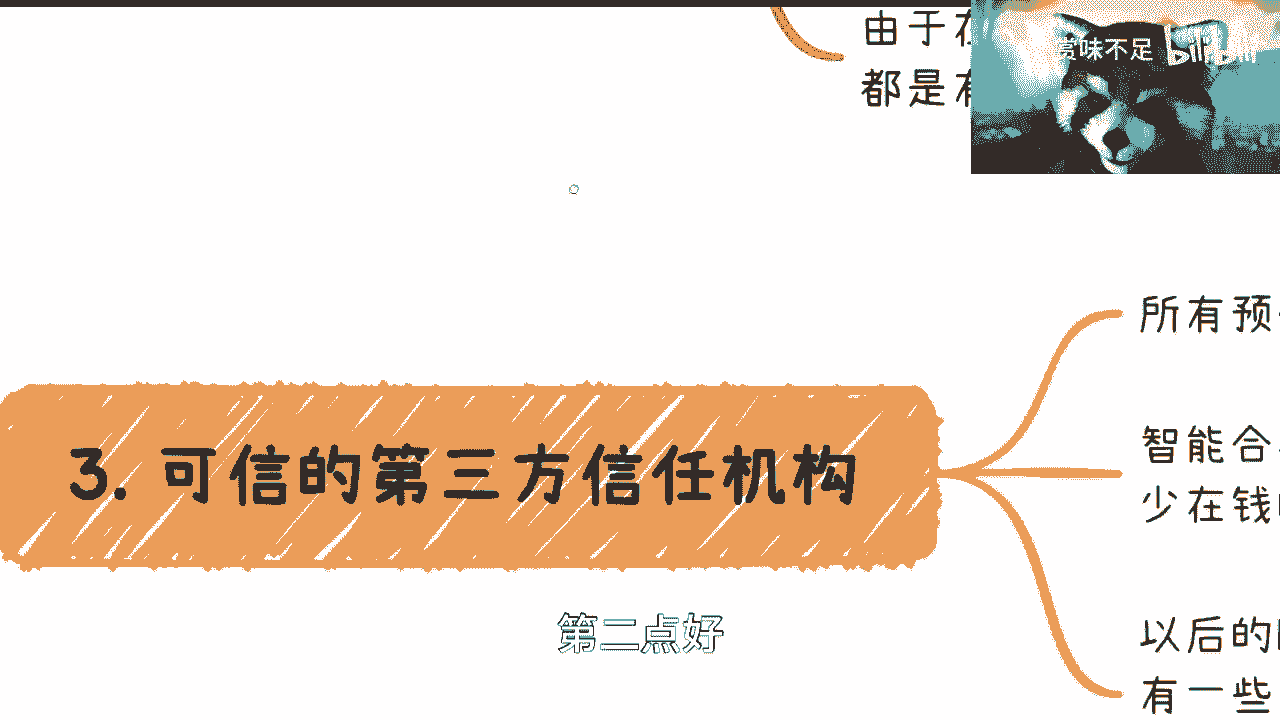 由于在
都是有
赏味不足 bilibili
所有预
3. 可信的第三方信任机构
智能合
少在钱
以后的
有一些
第二点好